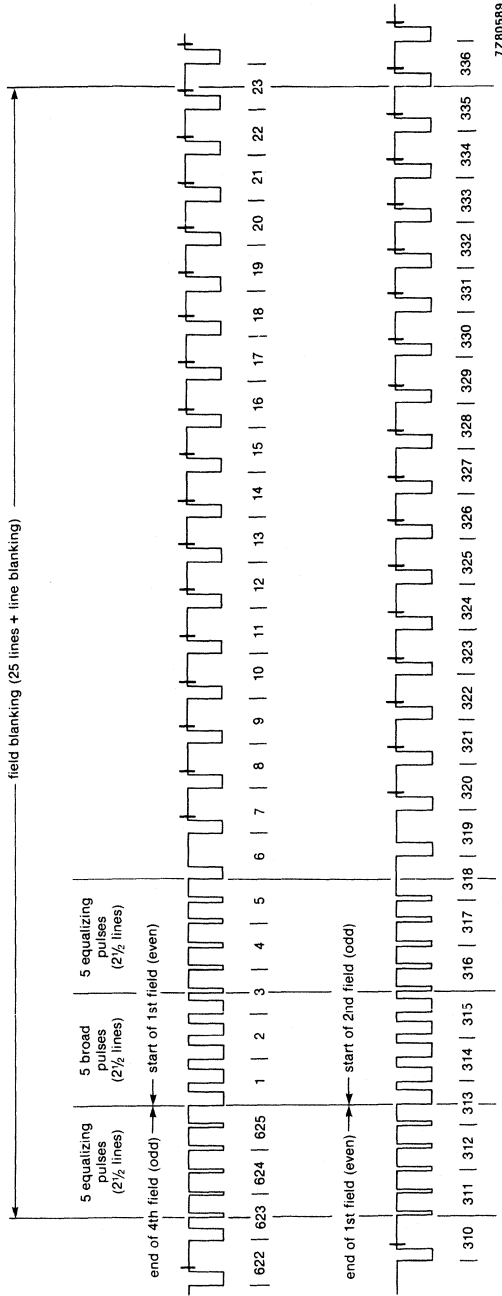 field blanking (25 lines + line blanking)
5 equalizing
pulses
(2½ lines)
5 broad
pulses
(2½ lines)
5 equalizing
pulses
(2½ lines)
end of 4th field (odd)
start of 1st field (even)
622 | 623 | 624 | 625 | 1 | 2 | 3 | 4 | 5 | 6 | 7 | 8 | 9 | 10 | 11 | 12 | 13 | 14 | 15 | 16 | 17 | 18 | 19 | 20 | 21 | 22 | 23 |
end of 1st field (even)
start of 2nd field (odd)
| 310 | 311 | 312 | 313 | 314 | 315 | 316 | 317 | 318 | 319 | 320 | 321 | 322 | 323 | 324 | 325 | 326 | 327 | 328 | 329 | 330 | 331 | 332 | 333 | 334 | 335 | 336 |
7Z80589